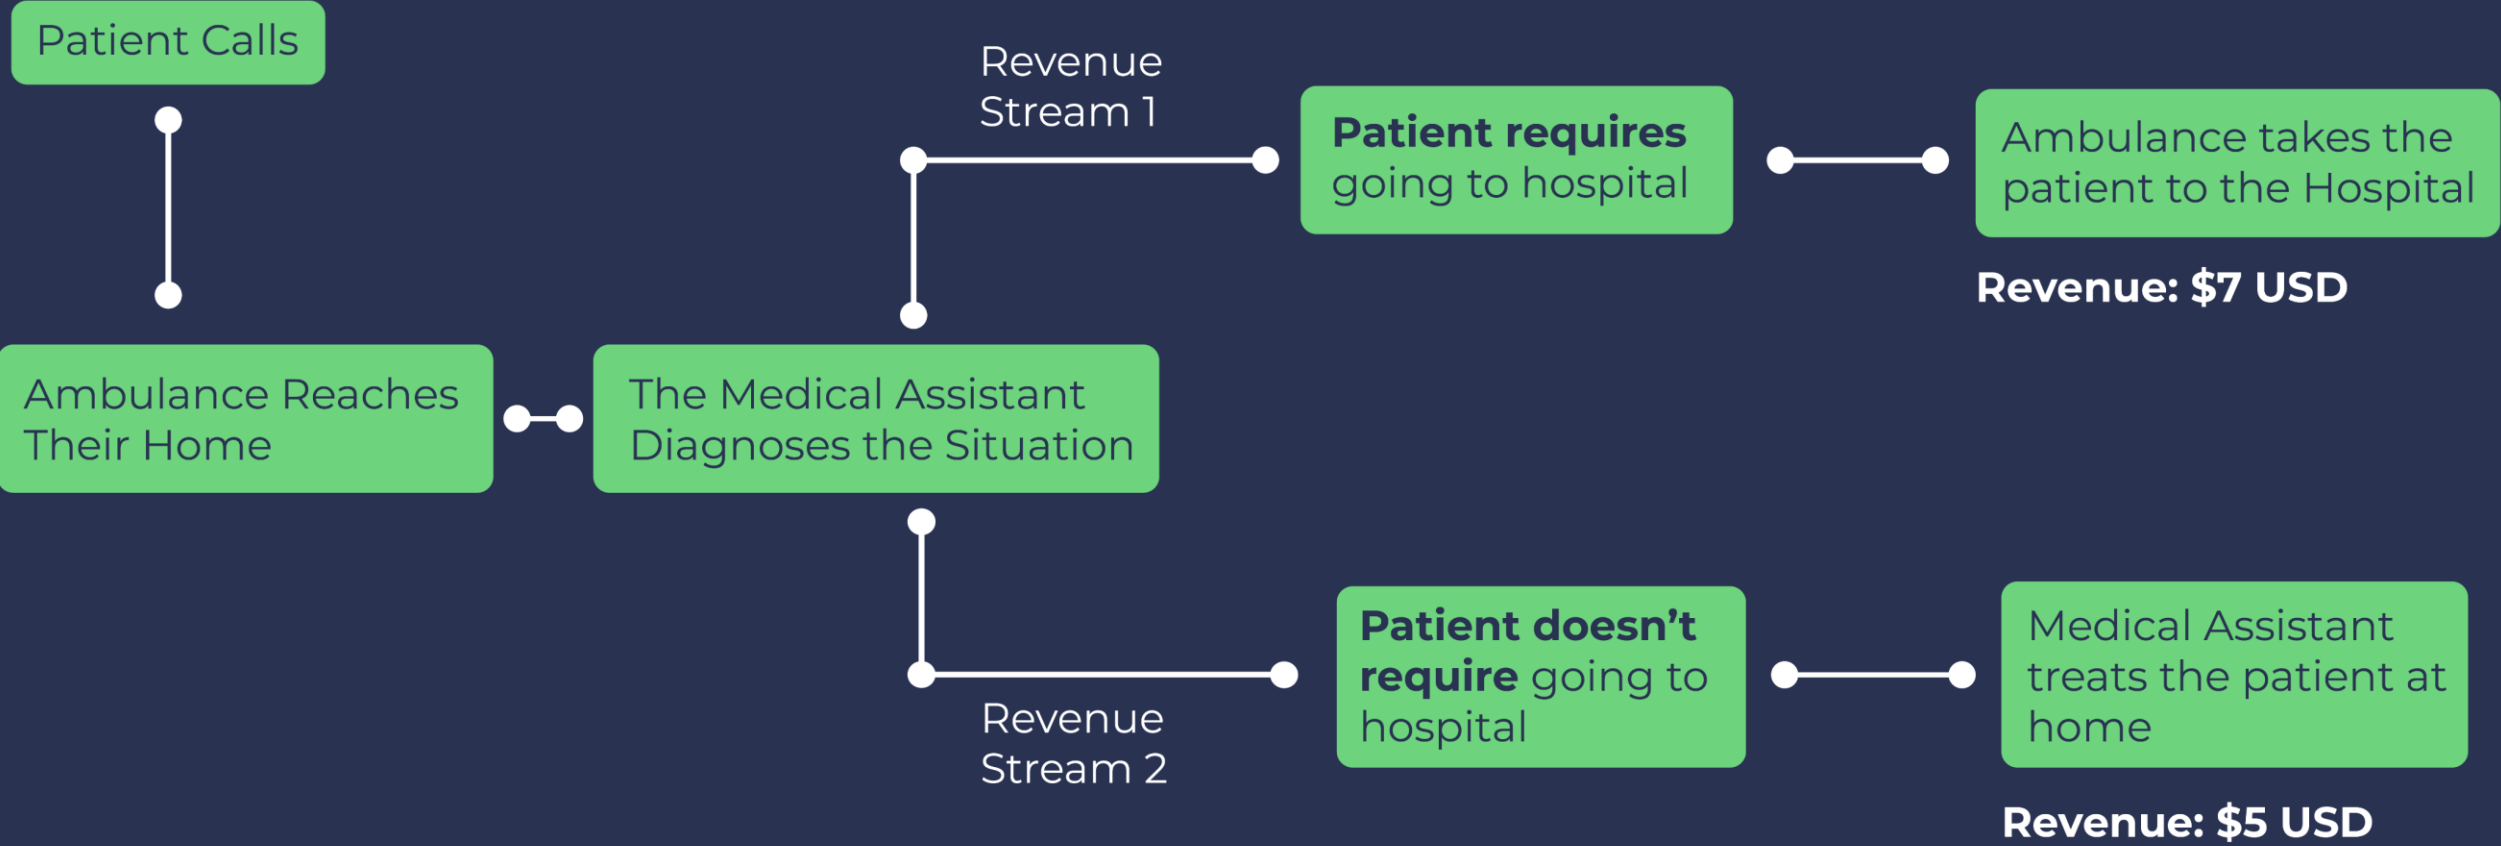 Patient Calls
Ambulance Reaches
Their Home
The Medical Assistant
Diagnoses the Situation
Revenue
Stream 1
Patient requires
going to hospital
Ambulance takes the
patient to the Hospital
Revenue: $7 USD
Revenue
Stream 2
Patient doesn’t
require going to
hospital
Medical Assistant
treats the patient at
home
Revenue: $5 USD